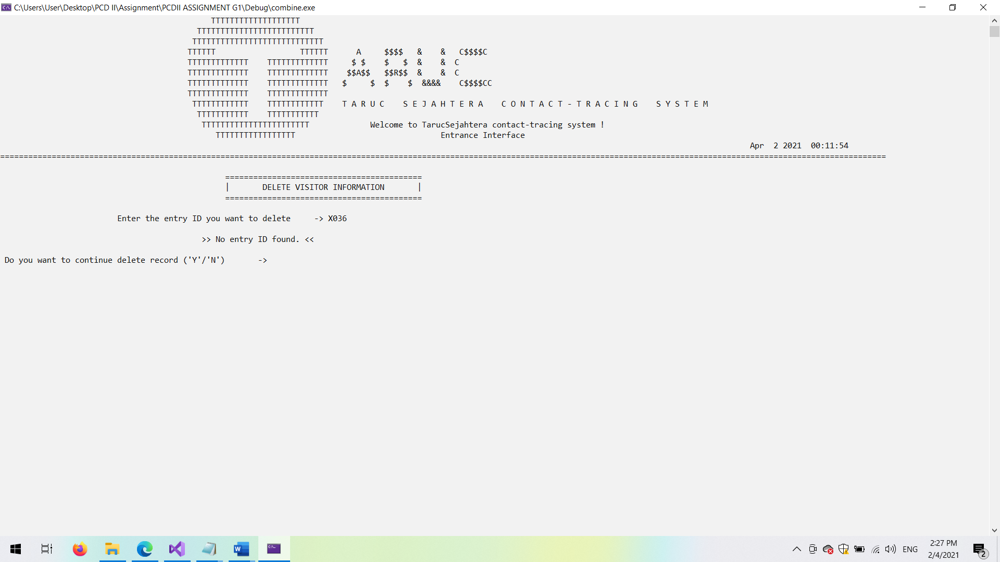 C:\Users\User\Desktop\PCD II\Assignment\PCDII ASSIGNMENT G1\Debug\combine.exe
TTTTTTTTTTTTTTTTTTT
TTTTTTTTTTTTTTTTTTTTTTTTT
TTTTTTTTTTTTTTTTTTTTTTTTTTTT
TTTTTT                  TTTTTT      A     $$$$   &    &   C$$$$C
TTTTTTTTTTTTT    TTTTTTTTTTTTT     $ $    $   $  &    &  C
TTTTTTTTTTTTT    TTTTTTTTTTTTT    $$A$$   $$R$$  &    &  C
TTTTTTTTTTTTT    TTTTTTTTTTTTT   $     $  $    $  &&&&    C$$$$CC
TTTTTTTTTTTTT    TTTTTTTTTTTTT
TTTTTTTTTTTT    TTTTTTTTTTTT    T A R U C    S E J A H T E R A    C O N T A C T - T R A C I N G    S Y S T E M
TTTTTTTTTTT    TTTTTTTTTTT
TTTTTTTTTTTTTTTTTTTTTTT             Welcome to TarucSejahtera contact-tracing system !
TTTTTTTTTTTTTTTTT                               Entrance Interface
Apr  2 2021  00:11:54
=============================================================================================================================================================================================
==========================================
|       DELETE VISITOR INFORMATION       |
==========================================
Enter the entry ID you want to delete     -> X036
>> No entry ID found. <<
Do you want to continue delete record ('Y'/'N')       ->
C:\.
ENG
2:27 PM
2/4/2021
2